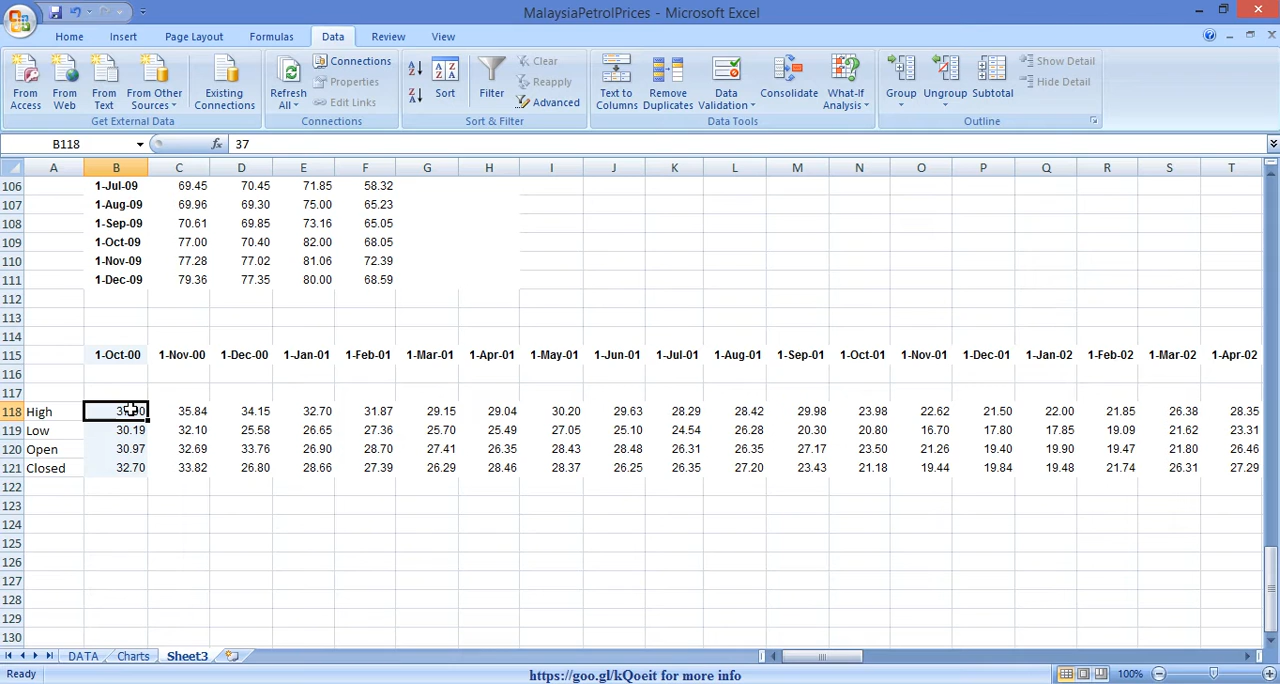 MalaysiaPetrolPrices - Microsoft Excel
Home Insert Page Layout Formulas Data Review View
From Access From Web From Text From Other Sources Existing Connections Refresh All Connections Properties Edit Links Sort Filter Clear Reapply Advanced Text to Columns Remove Duplicates Data Validation Consolidate What-If Analysis Group Ungroup Subtotal Show Detail Hide Detail
Get External Data Connections Sort & Filter Data Tools Outline
B118 fx 37
A B C D E F G H I J K L M N O P Q R S T
106 1-Jul-09 69.45 70.45 71.85 58.32
107 1-Aug-09 69.96 69.30 75.00 65.23
108 1-Sep-09 70.61 69.85 73.16 65.05
109 1-Oct-09 77.00 70.40 82.00 68.05
110 1-Nov-09 77.28 77.02 81.06 72.39
111 1-Dec-09 79.36 77.35 80.00 68.59
112
113
114
115 1-Oct-00 1-Nov-00 1-Dec-00 1-Jan-01 1-Feb-01 1-Mar-01 1-Apr-01 1-May-01 1-Jun-01 1-Jul-01 1-Aug-01 1-Sep-01 1-Oct-01 1-Nov-01 1-Dec-01 1-Jan-02 1-Feb-02 1-Mar-02 1-Apr-02
116
117
118 High 35.84 34.15 32.70 31.87 29.15 29.04 30.20 29.63 28.29 28.42 29.98 23.98 22.62 21.50 22.00 21.85 26.38 28.35
119 Low 30.19 32.10 25.58 26.65 27.36 25.70 25.49 27.05 25.10 24.54 26.28 20.30 20.80 16.70 17.80 17.85 19.09 21.62 23.31
120 Open 30.97 32.69 33.76 26.90 28.70 27.41 26.35 28.43 28.48 26.31 26.35 27.17 23.50 21.26 19.40 19.90 19.47 21.80 26.46
121 Closed 32.70 33.82 26.80 28.66 27.39 26.29 28.46 28.37 26.25 26.35 27.20 23.43 21.18 19.44 19.84 19.48 21.74 26.31 27.29
122
123
124
125
126
127
128
129
130
DATA Charts Sheet3
Ready https://goo.gl/kQoeit for more info 100%